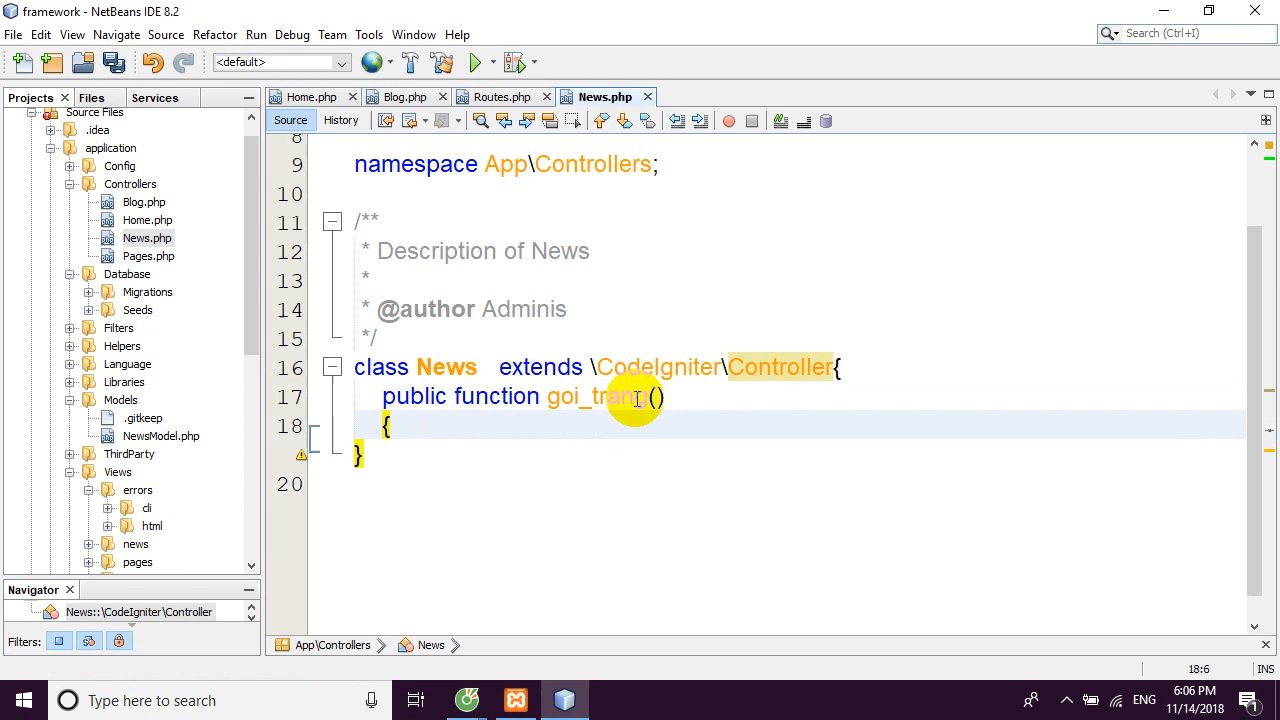 framework - NetBeans IDE 8.2
File Edit View Navigate Source Refactor Run Debug Team Tools Window Help
Search (Ctrl+I)
<default>
Projects Files Services
Home.php Blog.php Routes.php News.php
Source History
Source Files
.idea
application
Config
Controllers
Blog.php
Home.php
News.php
Pages.php
Database
Migrations
Seeds
Filters
Helpers
Language
Libraries
Models
.gitkeep
NewsModel.php
ThirdParty
Views
errors
cli
html
news
pages
8
9 namespace App\Controllers;
10
11 /**
12 * Description of News
13 *
14 * @author Adminis
15 */
16 class News extends \CodeIgniter\Controller{
17 public function goi_trang()
18 {
}
20
Navigator
News::\CodeIgniter\Controller
Filters:
App\Controllers News
18:6 INS
Type here to search
ENG
6:06 PM
11/14/2018
1